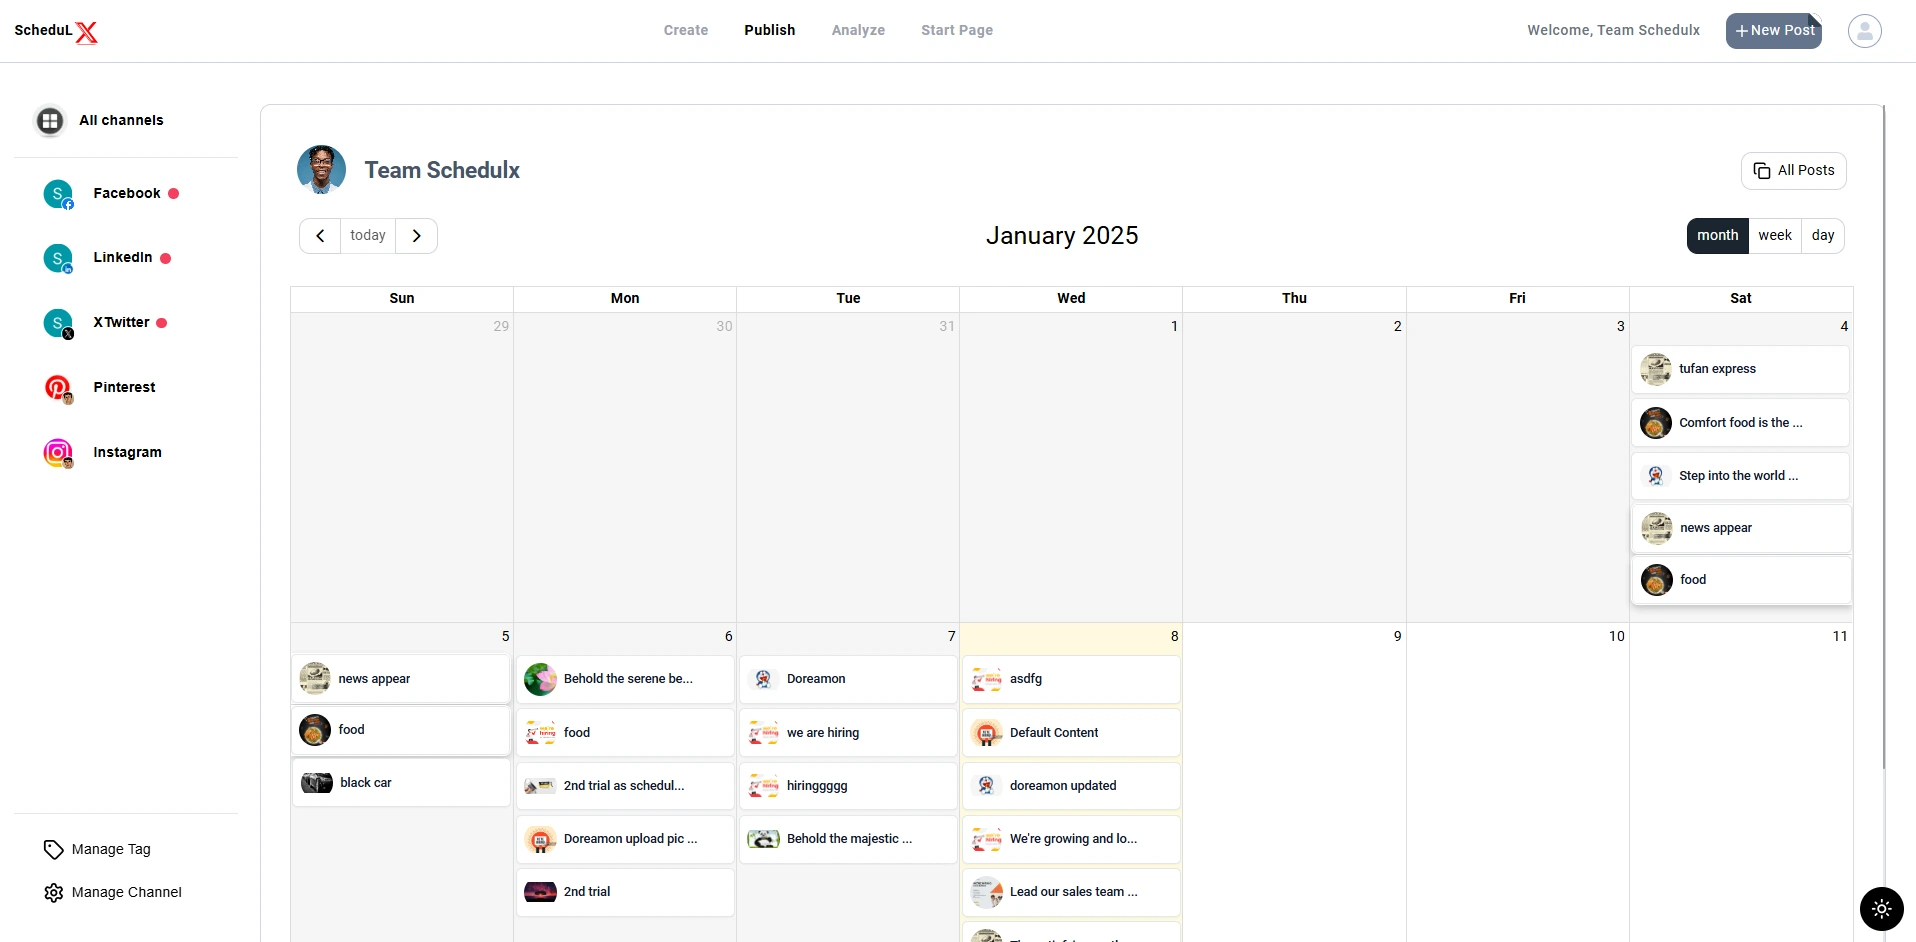 ScheduL X
Create Publish Analyze Start Page
Welcome, Team Schedulx
New Post
All channels
Facebook
LinkedIn
XTwitter
Pinterest
Instagram
Manage Tag
Manage Channel
Team Schedulx
All Posts
today
January 2025
month week day
Sun Mon Tue Wed Thu Fri Sat
29 30 31 1 2 3 4
tufan express
Comfort food is the ...
Step into the world ...
news appear
food
5 6 7 8 9 10 11
news appear
food
black car
Behold the serene be...
food
2nd trial as schedul...
Doreamon upload pic ...
2nd trial
Doreamon
we are hiring
hiringgggg
Behold the majestic ...
asdfg
Default Content
doreamon updated
We're growing and lo...
Lead our sales team ...